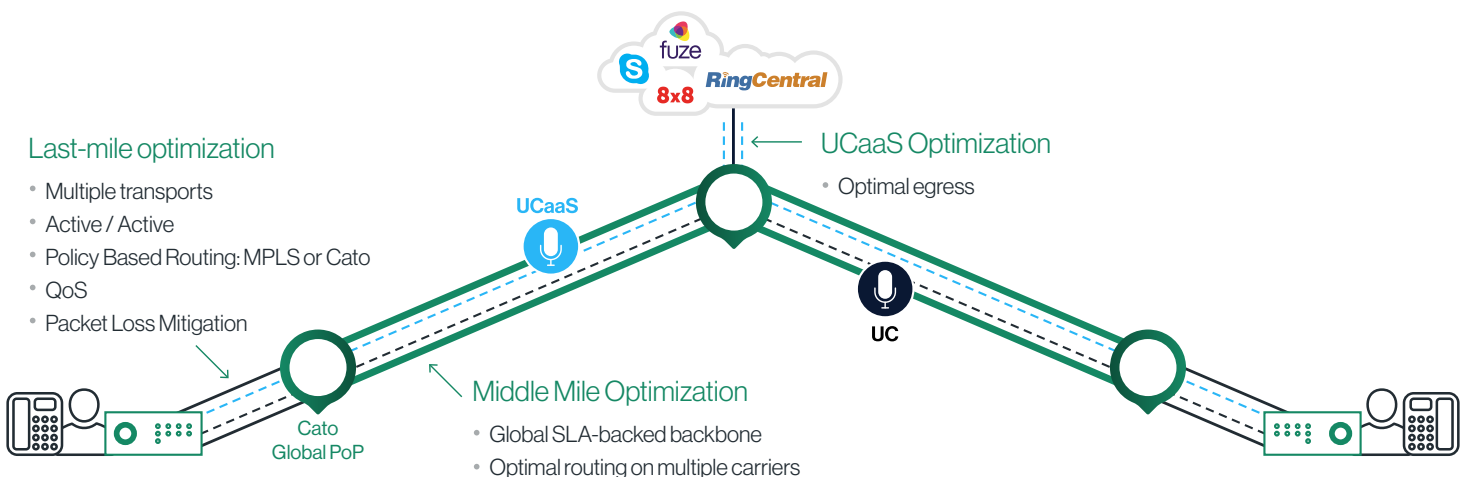 fuze
S
RingCentral
8x8
Last-mile optimization
• Multiple transports
• Active / Active
• Policy Based Routing: MPLS or Cato
• QoS
• Packet Loss Mitigation
UCaaS Optimization
• Optimal egress
UCaaS
UC
Cato
Global PoP
Middle Mile Optimization
• Global SLA-backed backbone
• Optimal routing on multiple carriers